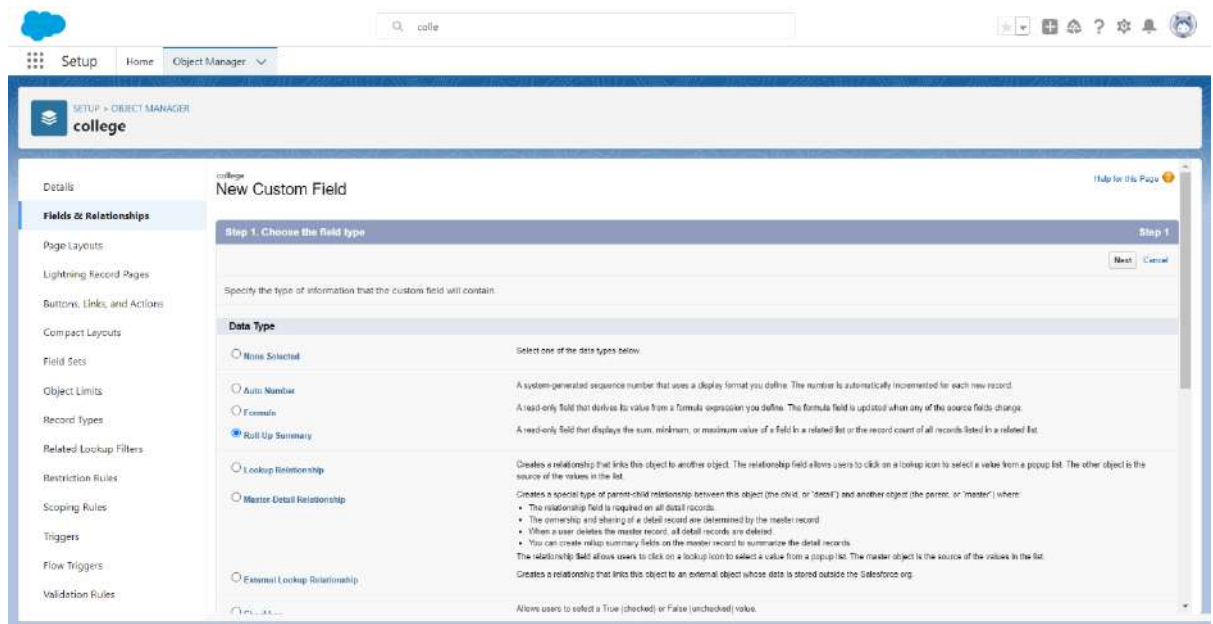 colle
Setup
Home
Object Manager
SETUP > OBJECT MANAGER
college
Details
Fields & Relationships
Page Layouts
Lightning Record Pages
Buttons, Links, and Actions
Compact Layouts
Field Sets
Object Limits
Record Types
Related Lookup Filters
Restriction Rules
Scoping Rules
Triggers
Flow Triggers
Validation Rules
college
New Custom Field
Help for this Page
Step 1. Choose the field type
Step 1
Next Cancel
Specify the type of information that the custom field will contain.
Data Type
None Selected
Select one of the data types below.
Auto Number
A system-generated sequence number that uses a display format you define. The number is automatically incremented for each new record.
Formula
A read-only field that derives its value from a formula expression you define. The formula field is updated when any of the source fields change.
Roll-Up Summary
A read-only field that displays the sum, minimum, or maximum value of a field in a related list or the record count of all records listed in a related list.
Lookup Relationship
Creates a relationship that links this object to another object. The relationship field allows users to click on a lookup icon to select a value from a popup list. The other object is the
source of the values in the list.
Master-Detail Relationship
Creates a special type of parent-child relationship between this object (the child, or "detail") and another object (the parent, or "master") where:
• The relationship field is required on all detail records.
• The ownership and sharing of a detail record are determined by the master record.
• When a user deletes the master record, all detail records are deleted.
• You can create rollup summary fields on the master record to summarize the detail records.
The relationship field allows users to click on a lookup icon to select a value from a popup list. The master object is the source of the values in the list.
External Lookup Relationship
Creates a relationship that links this object to an external object whose data is stored outside the Salesforce org.
Allows users to select a True (checked) or False (unchecked) value.